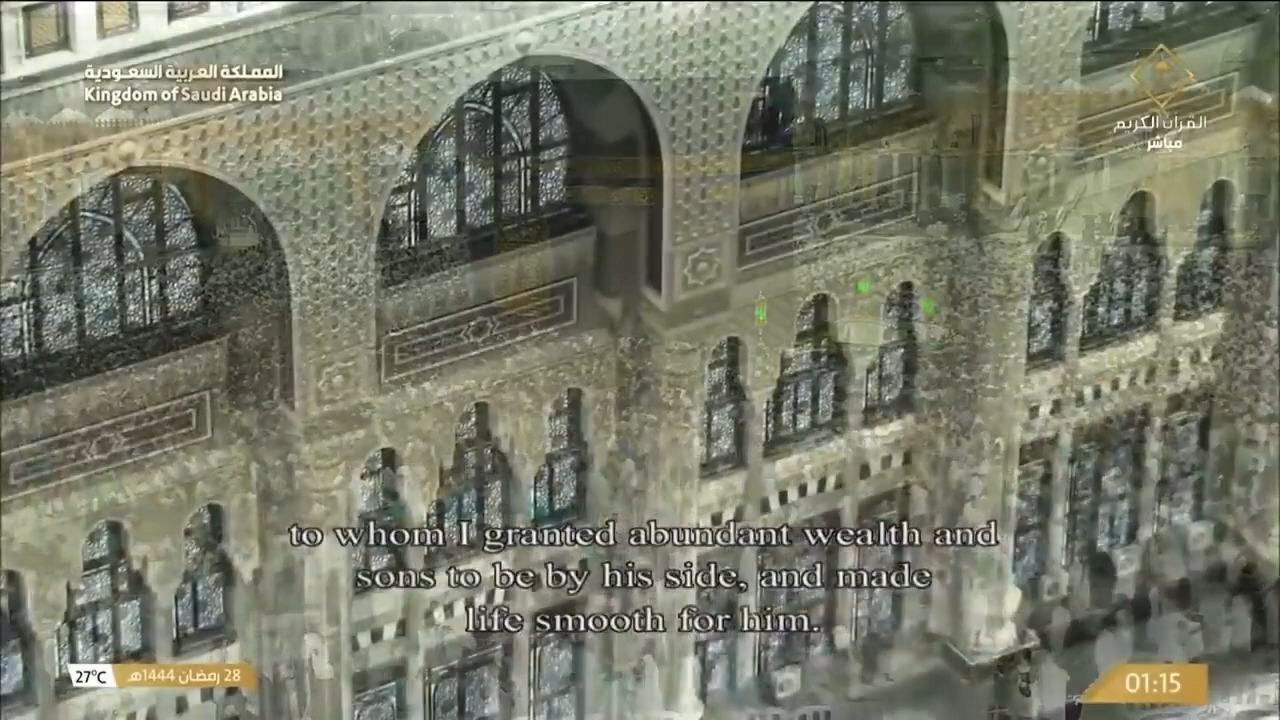 المملكة العربية السعودية
Kingdom of Saudi Arabia
القرآن الكريم
مباشر
to whom I granted abundant wealth and
sons to be by his side, and made
life smooth for him.
27°C
28 رمضان 1444هـ
01:15